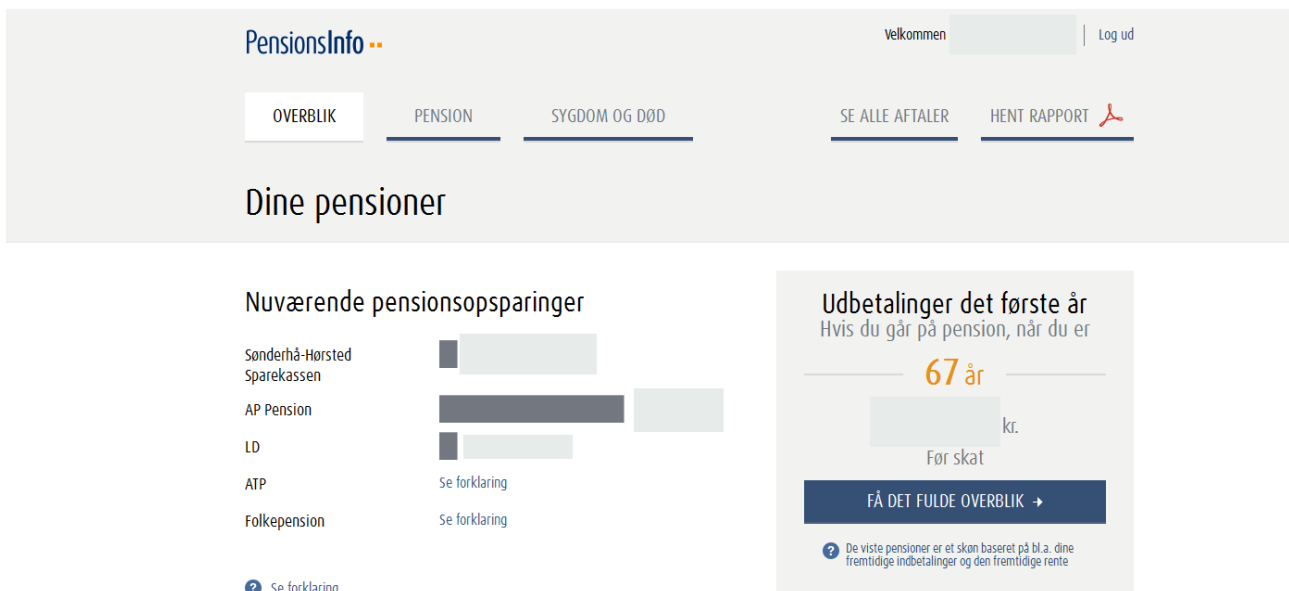 PensionsInfo
Velkommen
Log ud
OVERBLIK
PENSION
SYGDOM OG DØD
SE ALLE AFTALER
HENT RAPPORT
Dine pensioner
Nuværende pensionsopsparinger
Sønderhå-Hørsted
Sparekassen
AP Pension
LD
ATP
Se forklaring
Folkepension
Se forklaring
? Se forklaring
Udbetalinger det første år
Hvis du går på pension, når du er
67 år
kr.
Før skat
FÅ DET FULDE OVERBLIK →
? De viste pensioner er et skøn baseret på bl.a. dine
fremtidige indbetalinger og den fremtidige rente